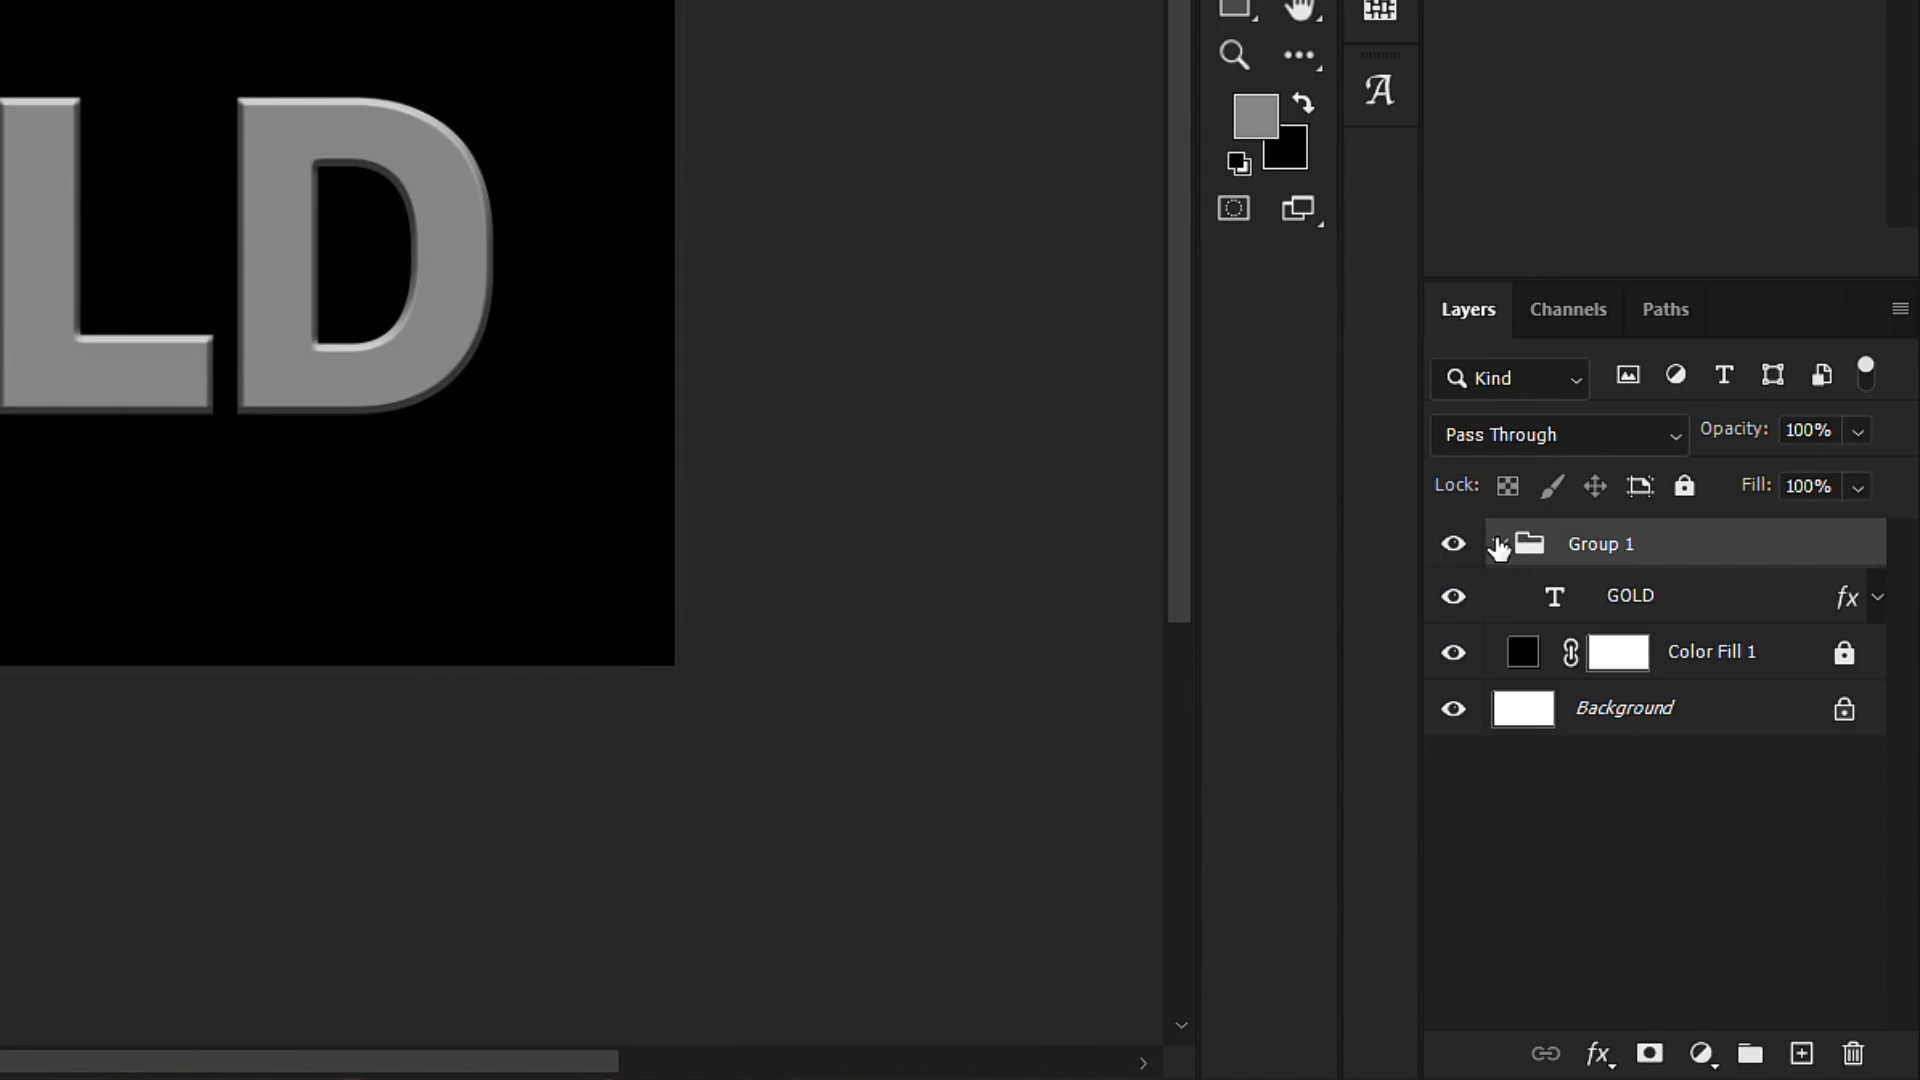 LD
A
Layers Channels Paths
Kind T
Pass Through Opacity: 100%
Lock: Fill: 100%
Group 1
T GOLD fx
Color Fill 1
Background
fx